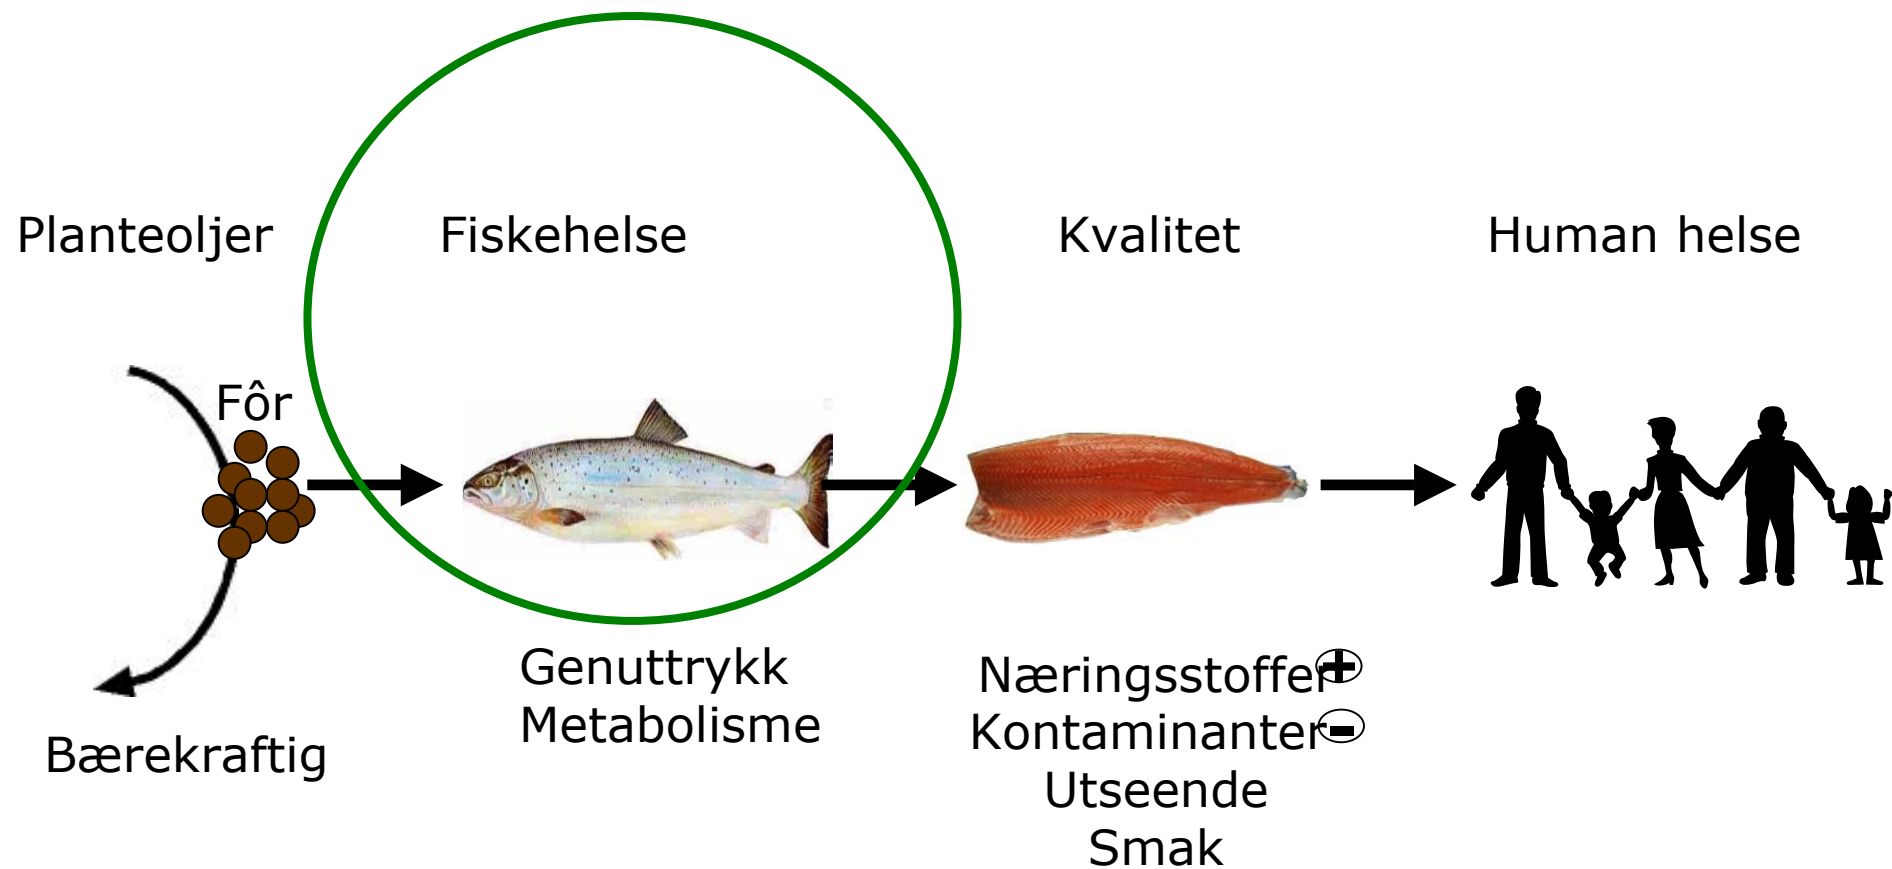 Planteoljer
Fiskehelse
Kvalitet
Human helse
Fôr
Genuttrykk
Metabolisme
Bærekraftig
Næringsstoffer
Kontaminanter
Utseende
Smak